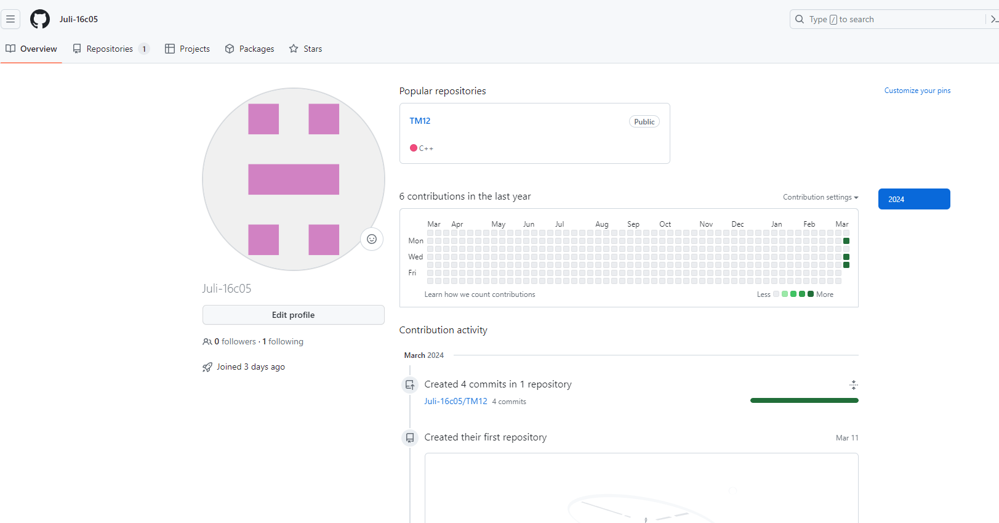 Juli-16c05
Type / to search
Overview
Repositories 1
Projects
Packages
Stars
Popular repositories
Customize your pins
TM12
Public
C++
6 contributions in the last year
Contribution settings
2024
Mar Apr May Jun Jul Aug Sep Oct Nov Dec Jan Feb Mar
Mon
Wed
Fri
Learn how we count contributions
Less
More
Juli-16c05
Edit profile
0 followers · 1 following
Joined 3 days ago
Contribution activity
March 2024
Created 4 commits in 1 repository
Juli-16c05/TM12 4 commits
Created their first repository
Mar 11